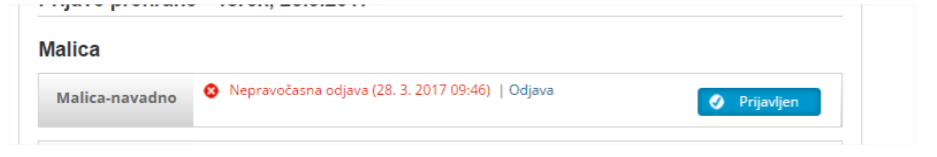 Malica
Malica-navadno
Nepravočasna odjava (28. 3. 2017 09:46) | Odjava
Prijavljen